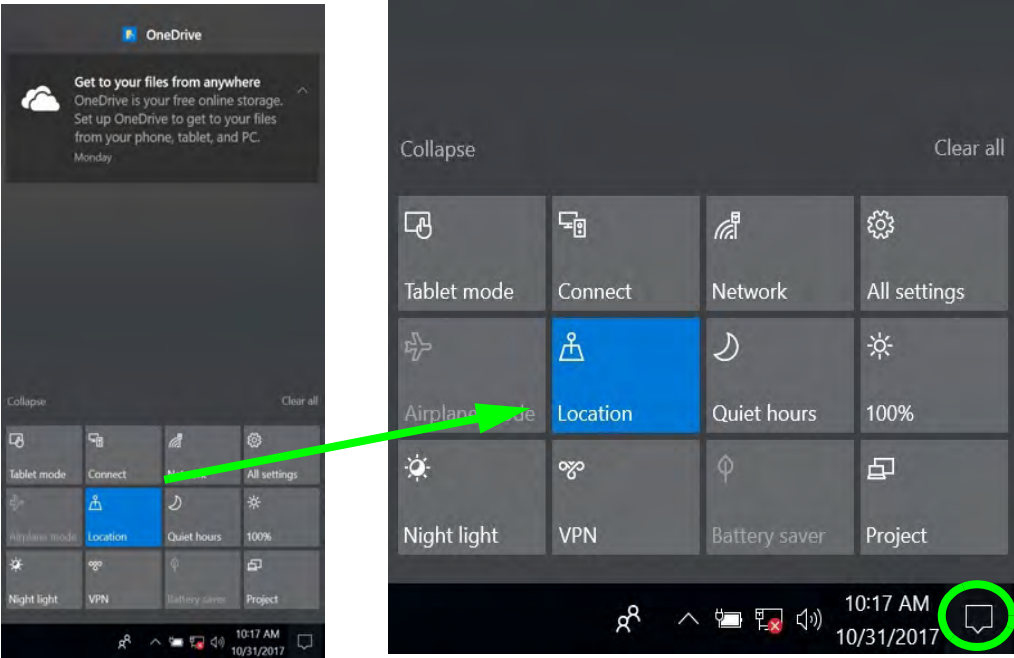 OneDrive
Get to your files from anywhere
OneDrive is your free online storage.
Set up OneDrive to get to your files
from your phone, tablet, and PC.
Monday
Collapse Clear all
Tablet mode Connect Network All settings
Airplane mode Location Quiet hours 100%
Night light VPN Battery saver Project
10:17 AM
10/31/2017
Collapse Clear all
Tablet mode Connect Network All settings
Airplane mode Location Quiet hours 100%
Night light VPN Battery saver Project
10:17 AM
10/31/2017